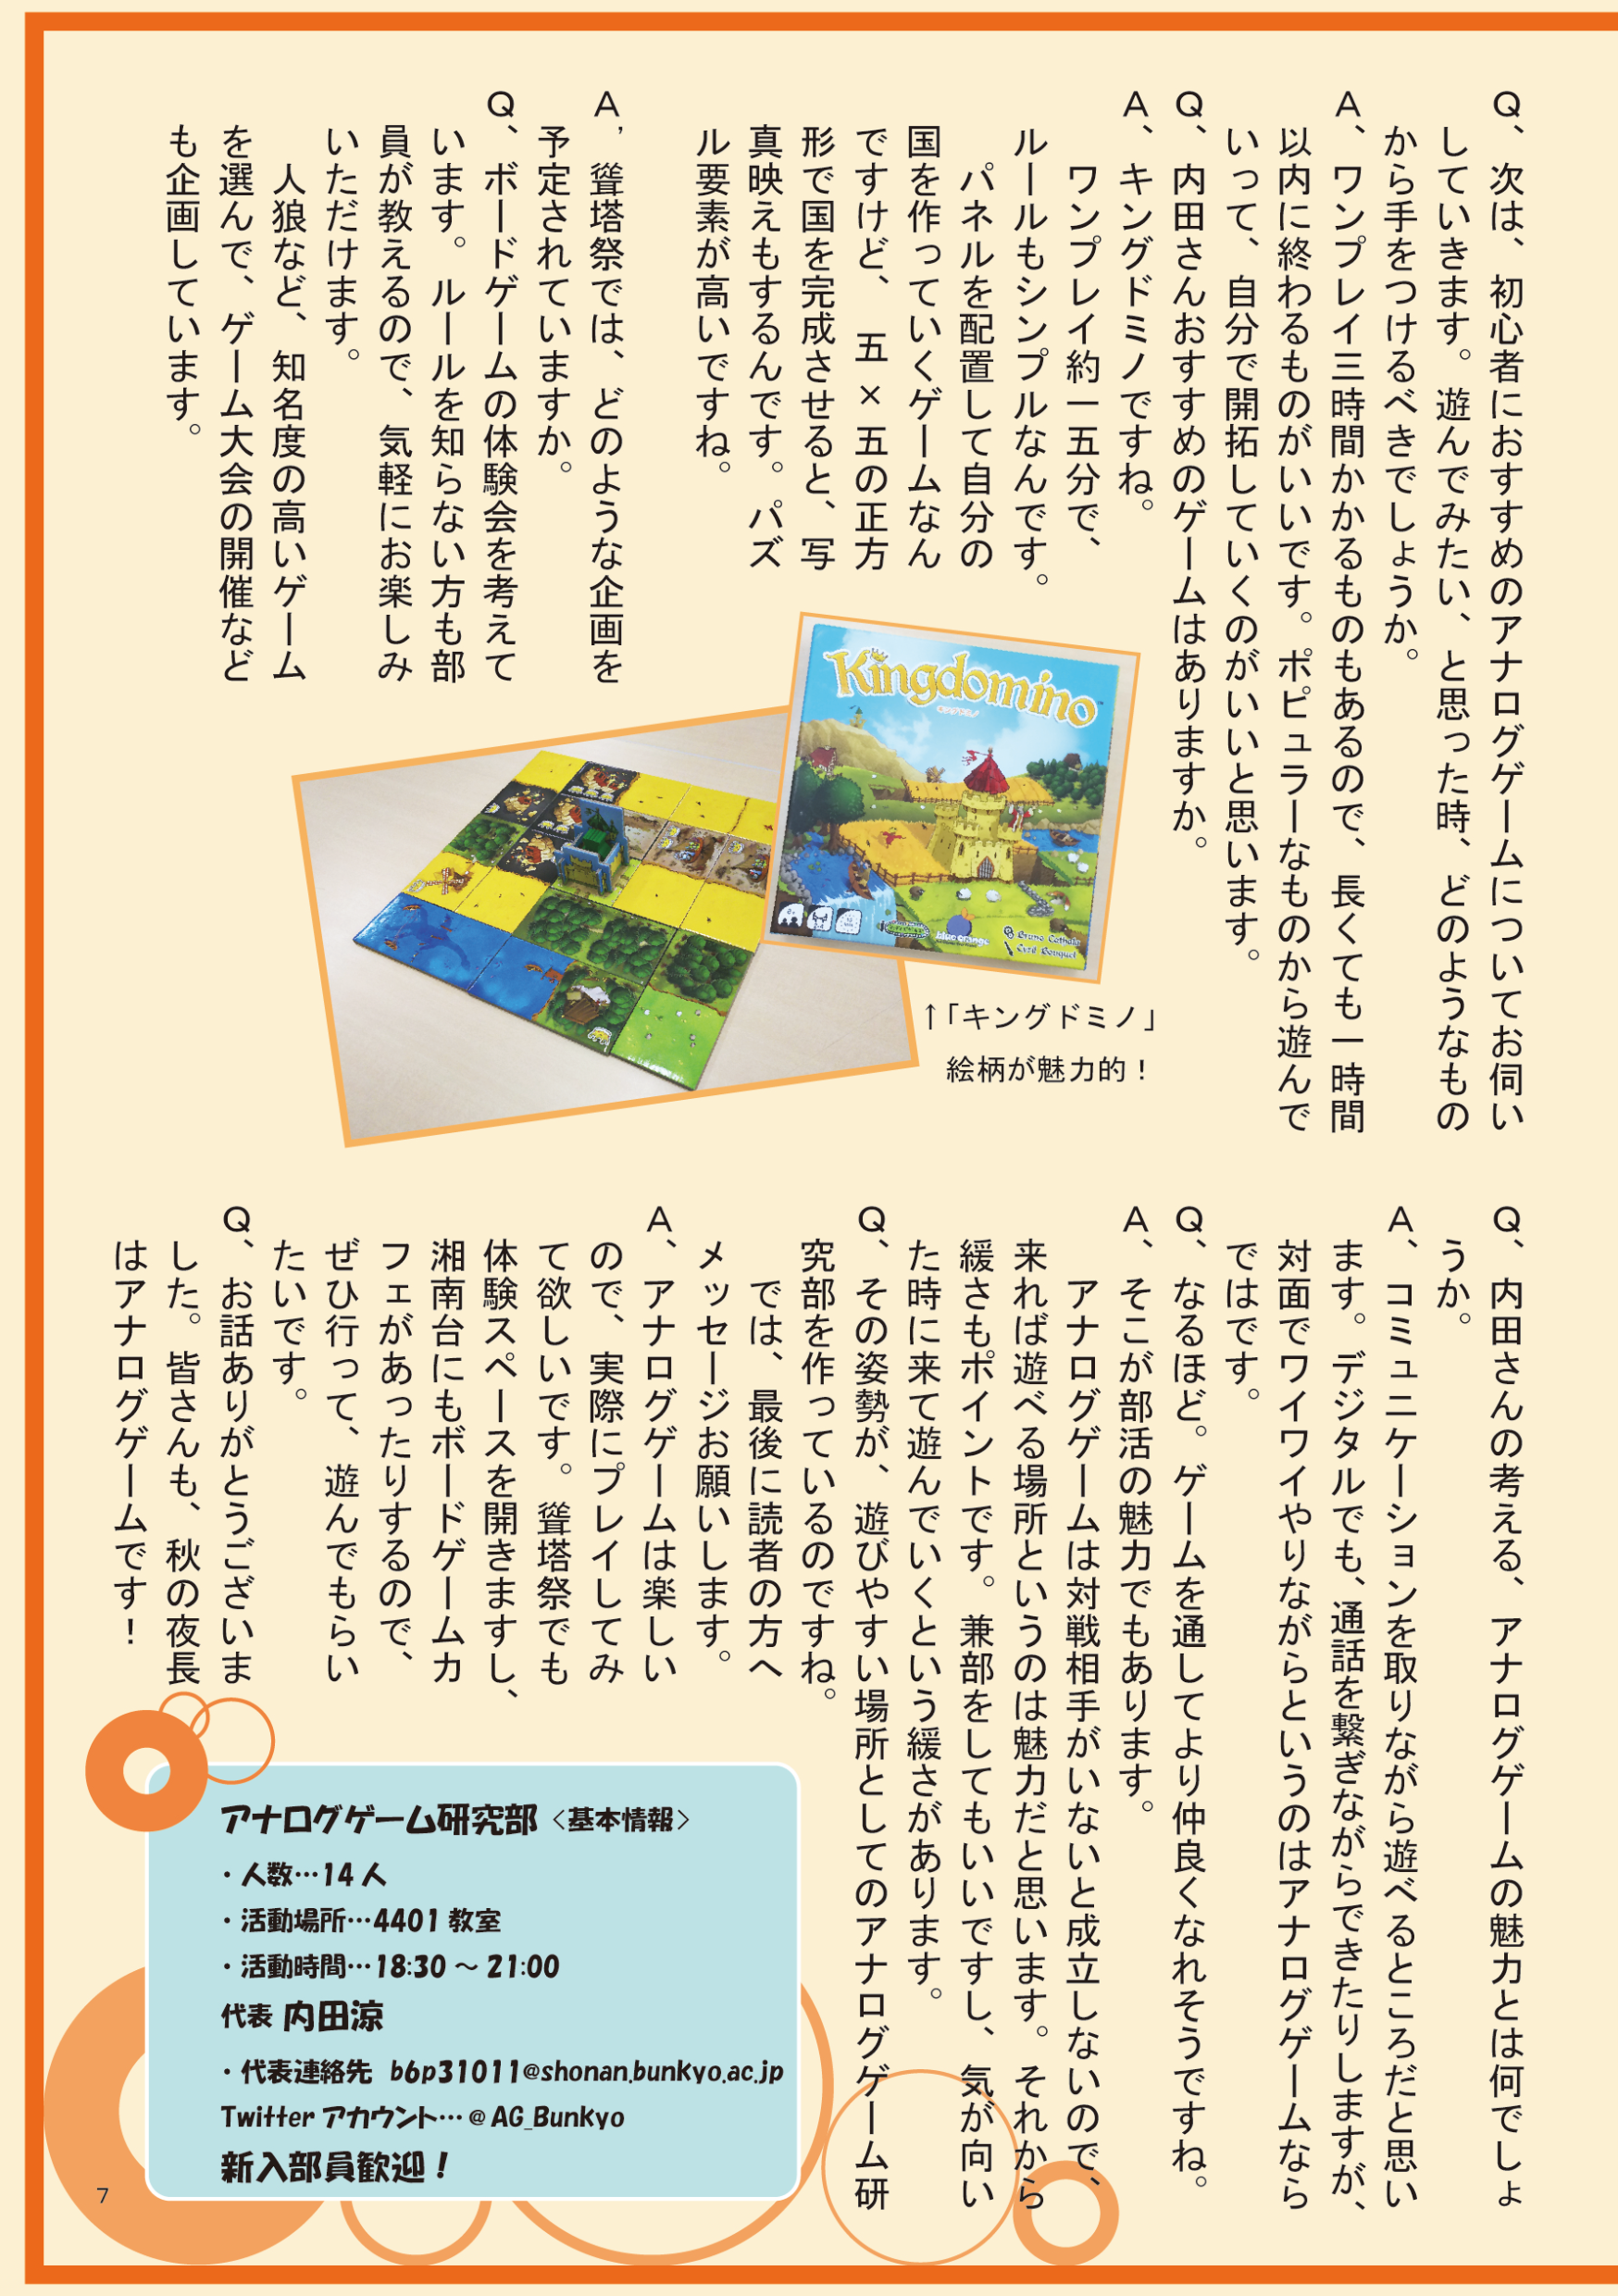 Q、次は、初心者におすすめのアナログゲームについてお伺い
していきます。遊んでみたい、と思った時、どのようなもの
から手をつけるべきでしょうか。
A、ワンプレイ三時間かかるものもあるので、長くても一時間
以内に終わるものがいいです。ポピュラーなものから遊んで
いって、自分で開拓していくのがいいと思います。
Q、内田さんおすすめのゲームはありますか。
A、キングドミノですね。
ワンプレイ約一五分で、
ルールもシンプルなんです。
パネルを配置して自分の
国を作っていくゲームなん
ですけど、五×五の正方
形で国を完成させると、写
真映えもするんです。パズ
ル要素が高いですね。
A’聳塔祭では、どのような企画を
予定されていますか。
Q、ボードゲームの体験会を考えて
います。ルールを知らない方も部
員が教えるので、気軽にお楽しみ
いただけます。
人狼など、知名度の高いゲーム
を選んで、ゲーム大会の開催など
も企画しています。
Kingdomino
キングドミノ
blue orange
Bruno Cathala
Cyril Bouquet
↑「キングドミノ」
絵柄が魅力的！
Q、内田さんの考える、アナログゲームの魅力とは何でしょ
うか。
A、コミュニケーションを取りながら遊べるところだと思い
ます。デジタルでも、通話を繋ぎながらできたりしますが、
対面でワイワイやりながらというのはアナログゲームなら
ではです。
Q、なるほど。ゲームを通してより仲良くなれそうですね。
A、そこが部活の魅力でもあります。
アナログゲームは対戦相手がいないと成立しないので、
来れば遊べる場所というのは魅力だと思います。それから
緩さもポイントです。兼部をしてもいいですし、気が向い
た時に来て遊んでいくという緩さがあります。
Q、その姿勢が、遊びやすい場所としてのアナログゲーム研
究部を作っているのですね。
では、最後に読者の方へ
メッセージお願いします。
A、アナログゲームは楽しい
ので、実際にプレイしてみ
て欲しいです。聳塔祭でも
体験スペースを開きますし、
湘南台にもボードゲームカ
フェがあったりするので、
ぜひ行って、遊んでもらい
たいです。
Q、お話ありがとうございま
した。皆さんも、秋の夜長
はアナログゲームです！
アナログゲーム研究部＜基本情報＞
・人数…14人
・活動場所…4401教室
・活動時間…18:30～21:00
代表 内田涼
・代表連絡先 b6p31011@shonan.bunkyo.ac.jp
Twitterアカウント…@AG_Bunkyo
新入部員歓迎！
7